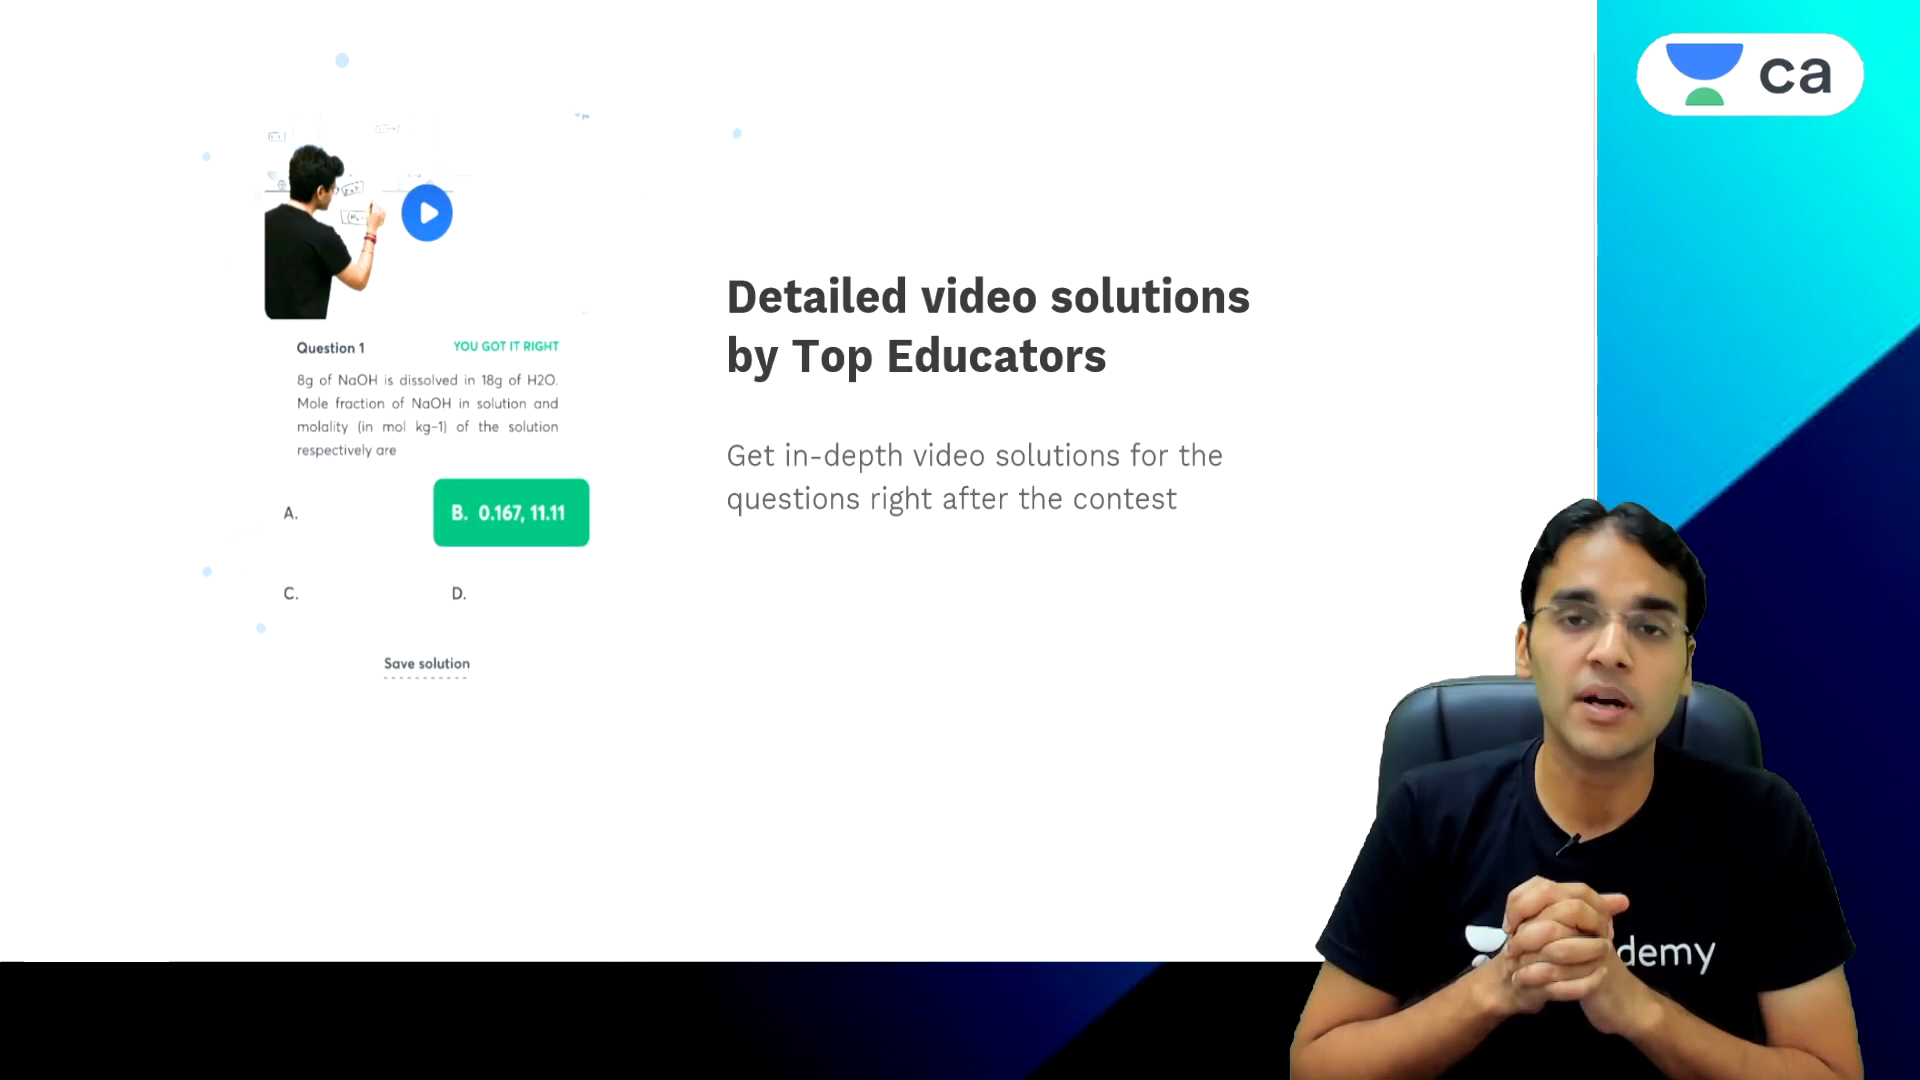 ca
Detailed video solutions
by Top Educators
Get in-depth video solutions for the
questions right after the contest
Question 1
YOU GOT IT RIGHT
8g of NaOH is dissolved in 18g of H2O.
Mole fraction of NaOH in solution and
molality (in mol kg-1) of the solution
respectively are
A.
B. 0.167, 11.11
C.
D.
Save solution
demy